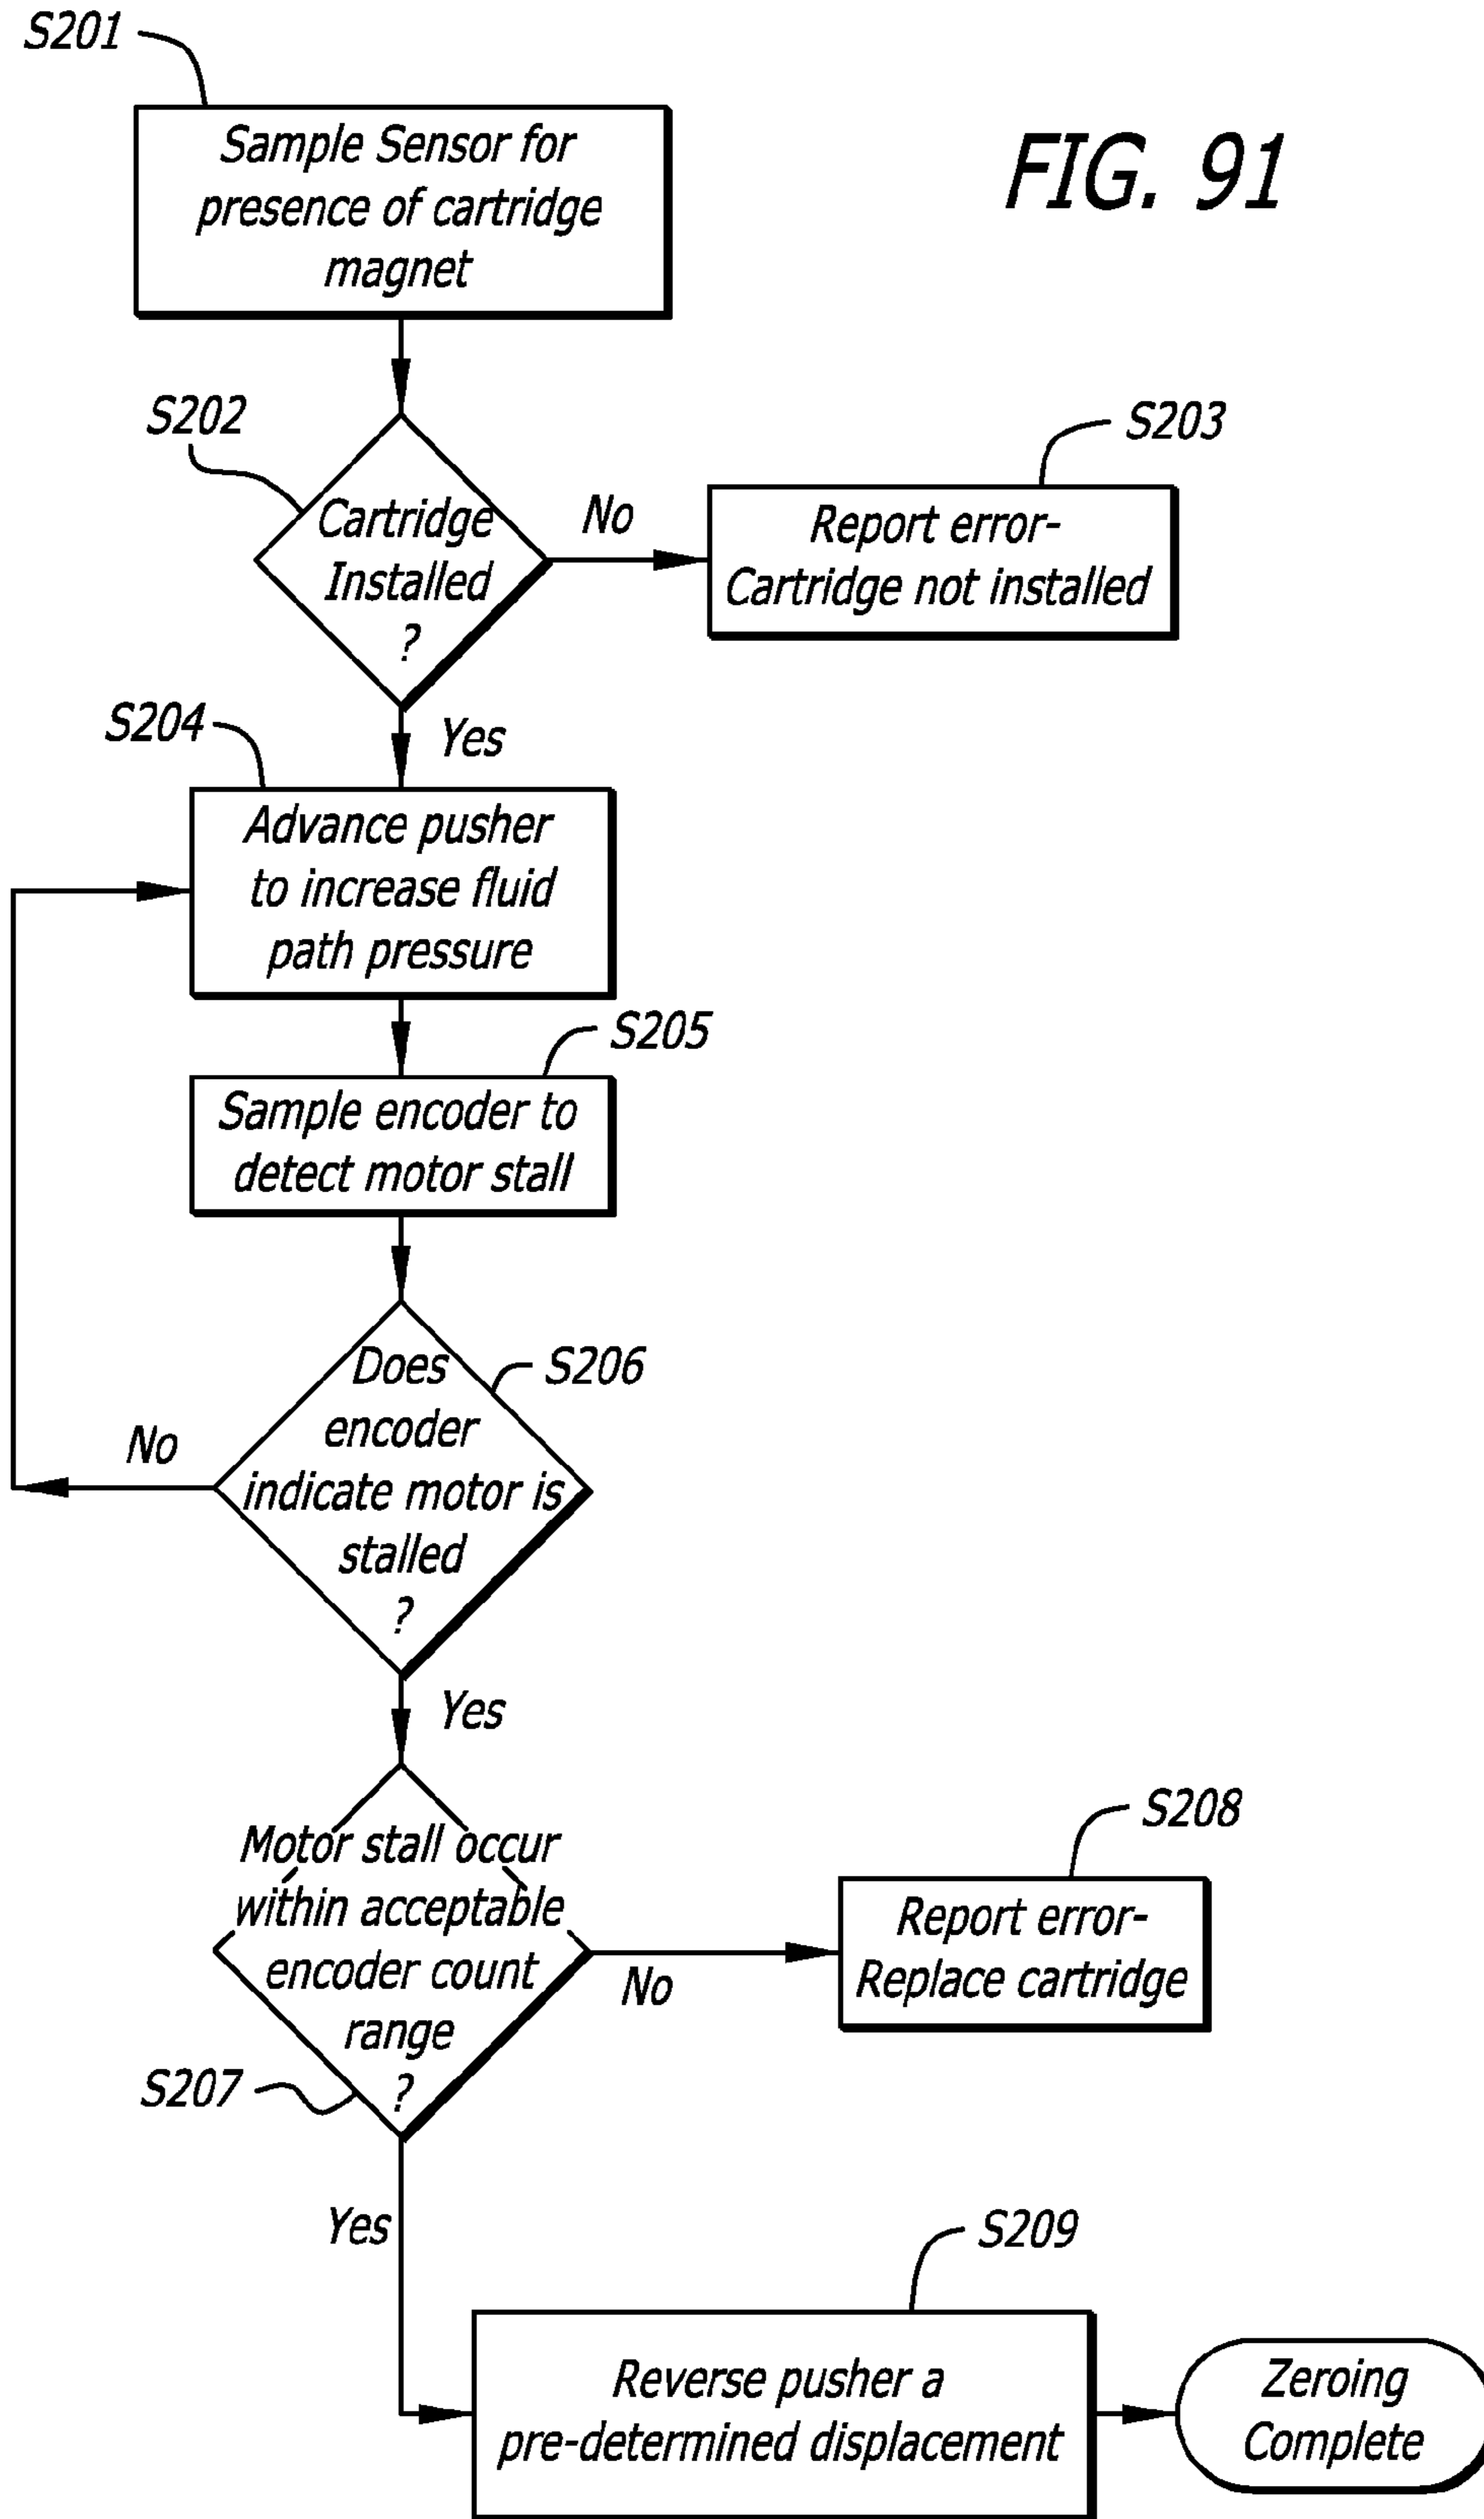 S201
FIG. 91
Sample Sensor for
presence of cartridge
magnet
S202
S203
Cartridge
Installed
?
No
Report error-
Cartridge not installed
Yes
S204
Advance pusher
to increase fluid
path pressure
S205
Sample encoder to
detect motor stall
S206
Does
encoder
indicate motor is
stalled
?
No
Yes
S208
Motor stall occur
within acceptable
encoder count
range
?
No
Report error-
Replace cartridge
S207
Yes
S209
Reverse pusher a
pre-determined displacement
Zeroing
Complete